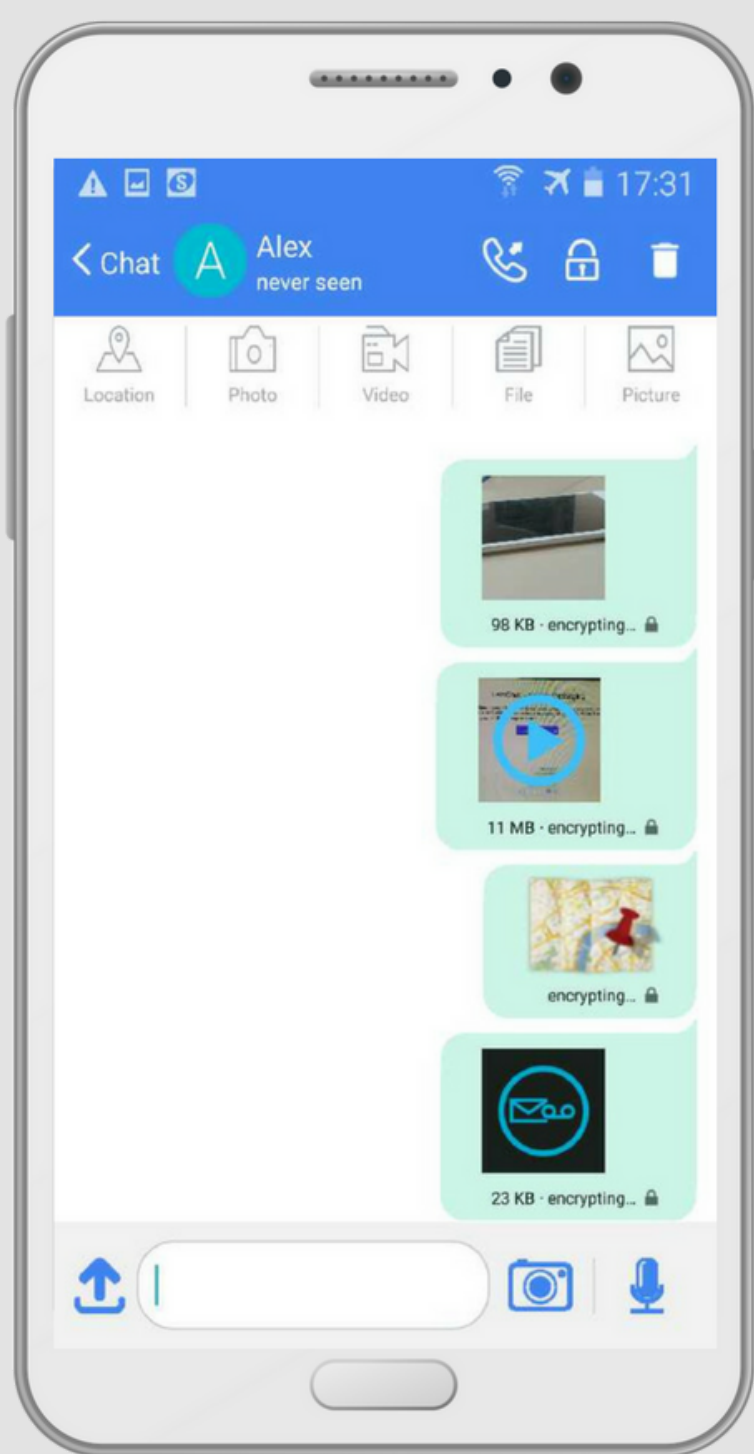 17:31
Chat
A
Alex
never seen
Location
Photo
Video
File
Picture
98 KB · encrypting...
11 MB · encrypting...
encrypting...
23 KB · encrypting...